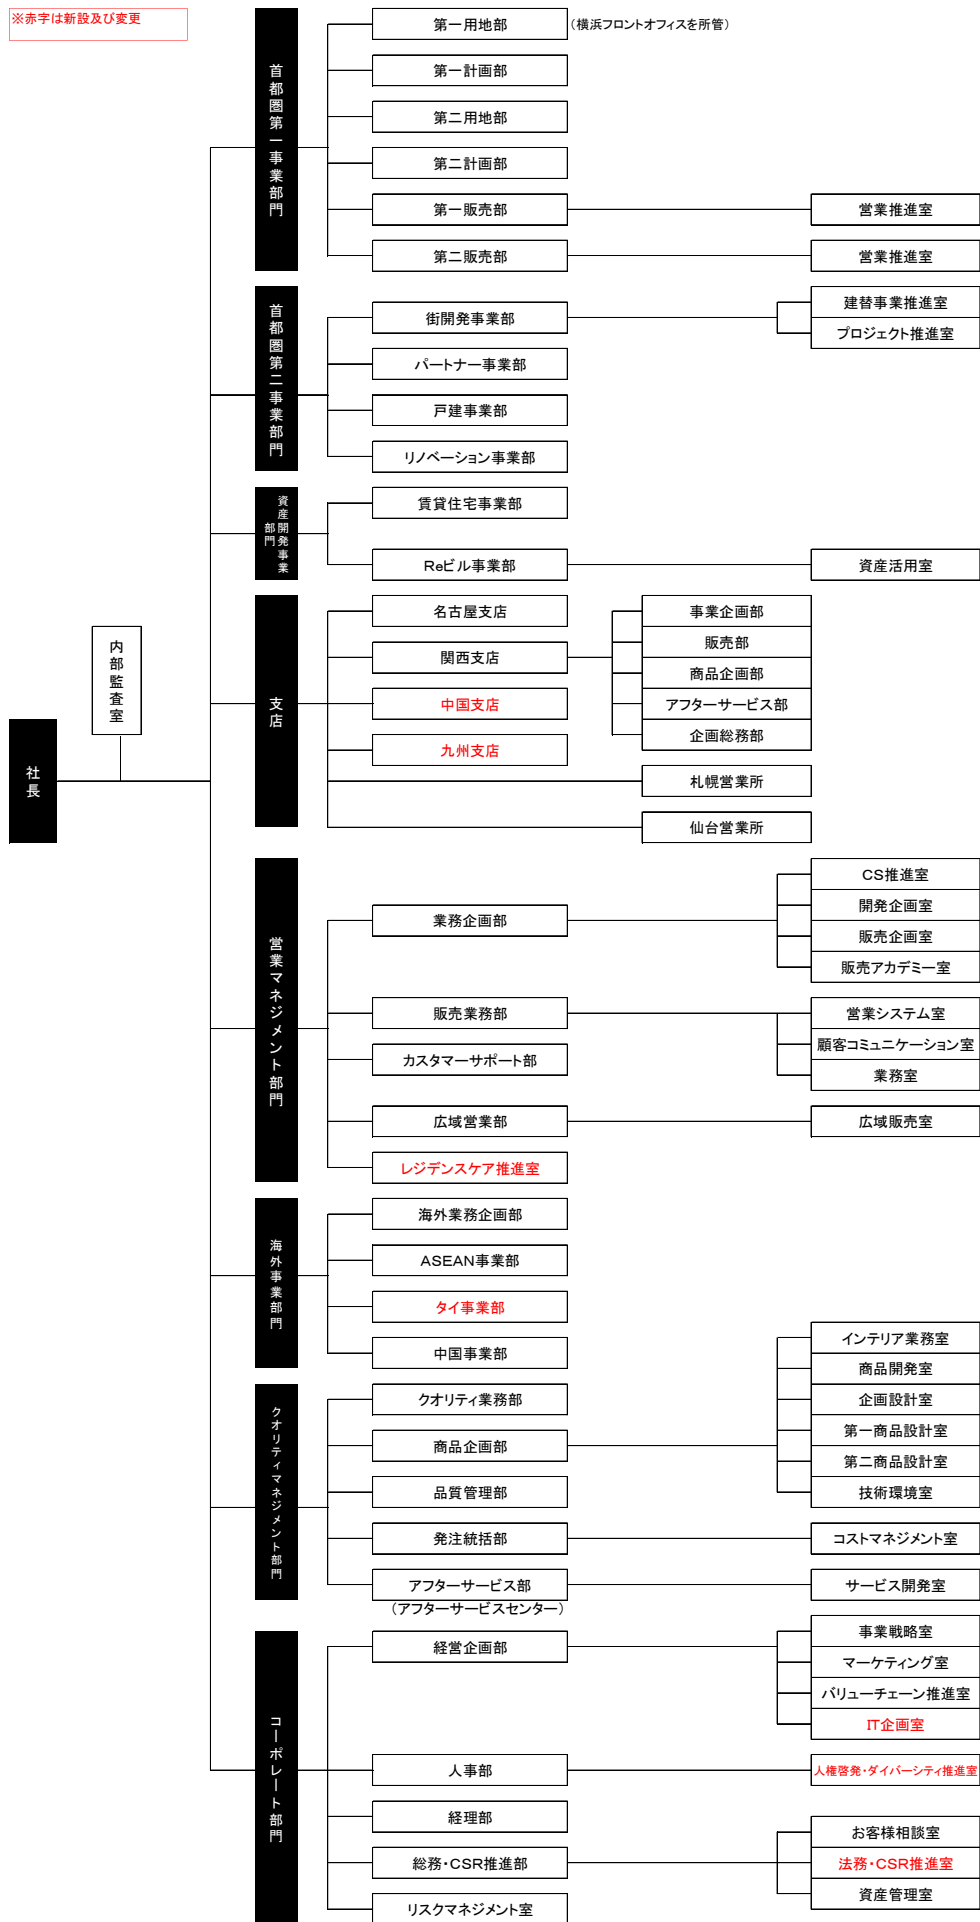 ※赤字は新設及び変更
社長
内部監査室
首都圏第一事業部門
第一用地部
（横浜フロントオフィスを所管）
第一計画部
第二用地部
第二計画部
第一販売部
営業推進室
第二販売部
営業推進室
首都圏第二事業部門
街開発事業部
建替事業推進室
プロジェクト推進室
パートナー事業部
戸建事業部
リノベーション事業部
資産開発事業
部門
賃貸住宅事業部
Reビル事業部
資産活用室
支店
名古屋支店
関西支店
事業企画部
販売部
商品企画部
アフターサービス部
企画総務部
中国支店
九州支店
札幌営業所
仙台営業所
営業マネジメント部門
業務企画部
CS推進室
開発企画室
販売企画室
販売アカデミー室
販売業務部
営業システム室
顧客コミュニケーション室
業務室
カスタマーサポート部
広域営業部
広域販売室
レジデンスケア推進室
海外事業部門
海外業務企画部
ASEAN事業部
タイ事業部
中国事業部
クオリティマネジメント部門
クオリティ業務部
商品企画部
インテリア業務室
商品開発室
企画設計室
第一商品設計室
第二商品設計室
技術環境室
品質管理部
発注統括部
コストマネジメント室
アフターサービス部
（アフターサービスセンター）
サービス開発室
コーポレート部門
経営企画部
事業戦略室
マーケティング室
バリューチェーン推進室
IT企画室
人事部
人権啓発・ダイバーシティ推進室
経理部
総務・CSR推進部
お客様相談室
法務・CSR推進室
資産管理室
リスクマネジメント室